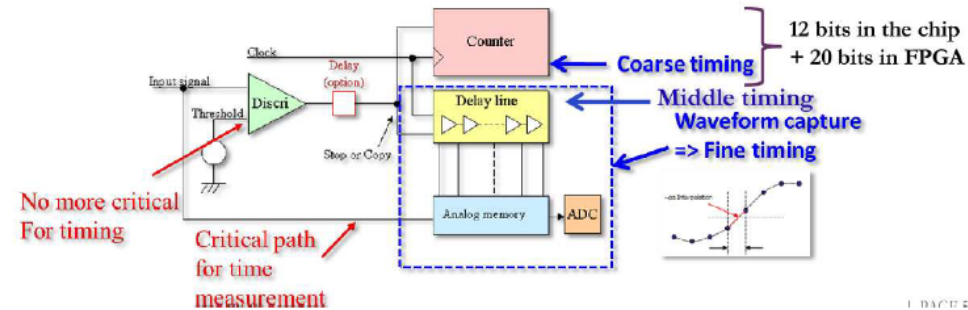 Counter
Clock
Coarse timing
12 bits in the chip
+ 20 bits in FPGA
Delay
(option)
Input signal
Discri
Threshold
Delay line
Middle timing
Waveform capture
=> Fine timing
Stop or Copy
No more critical
For timing
Critical path
for time
measurement
Analog memory
ADC